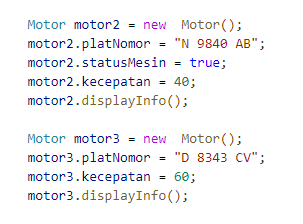 Motor motor2 = new  Motor();
motor2.platNomor = "N 9840 AB";
motor2.statusMesin = true;
motor2.kecepatan = 40;
motor2.displayInfo();

Motor motor3 = new  Motor();
motor3.platNomor = "D 8343 CV";
motor3.kecepatan = 60;
motor3.displayInfo();